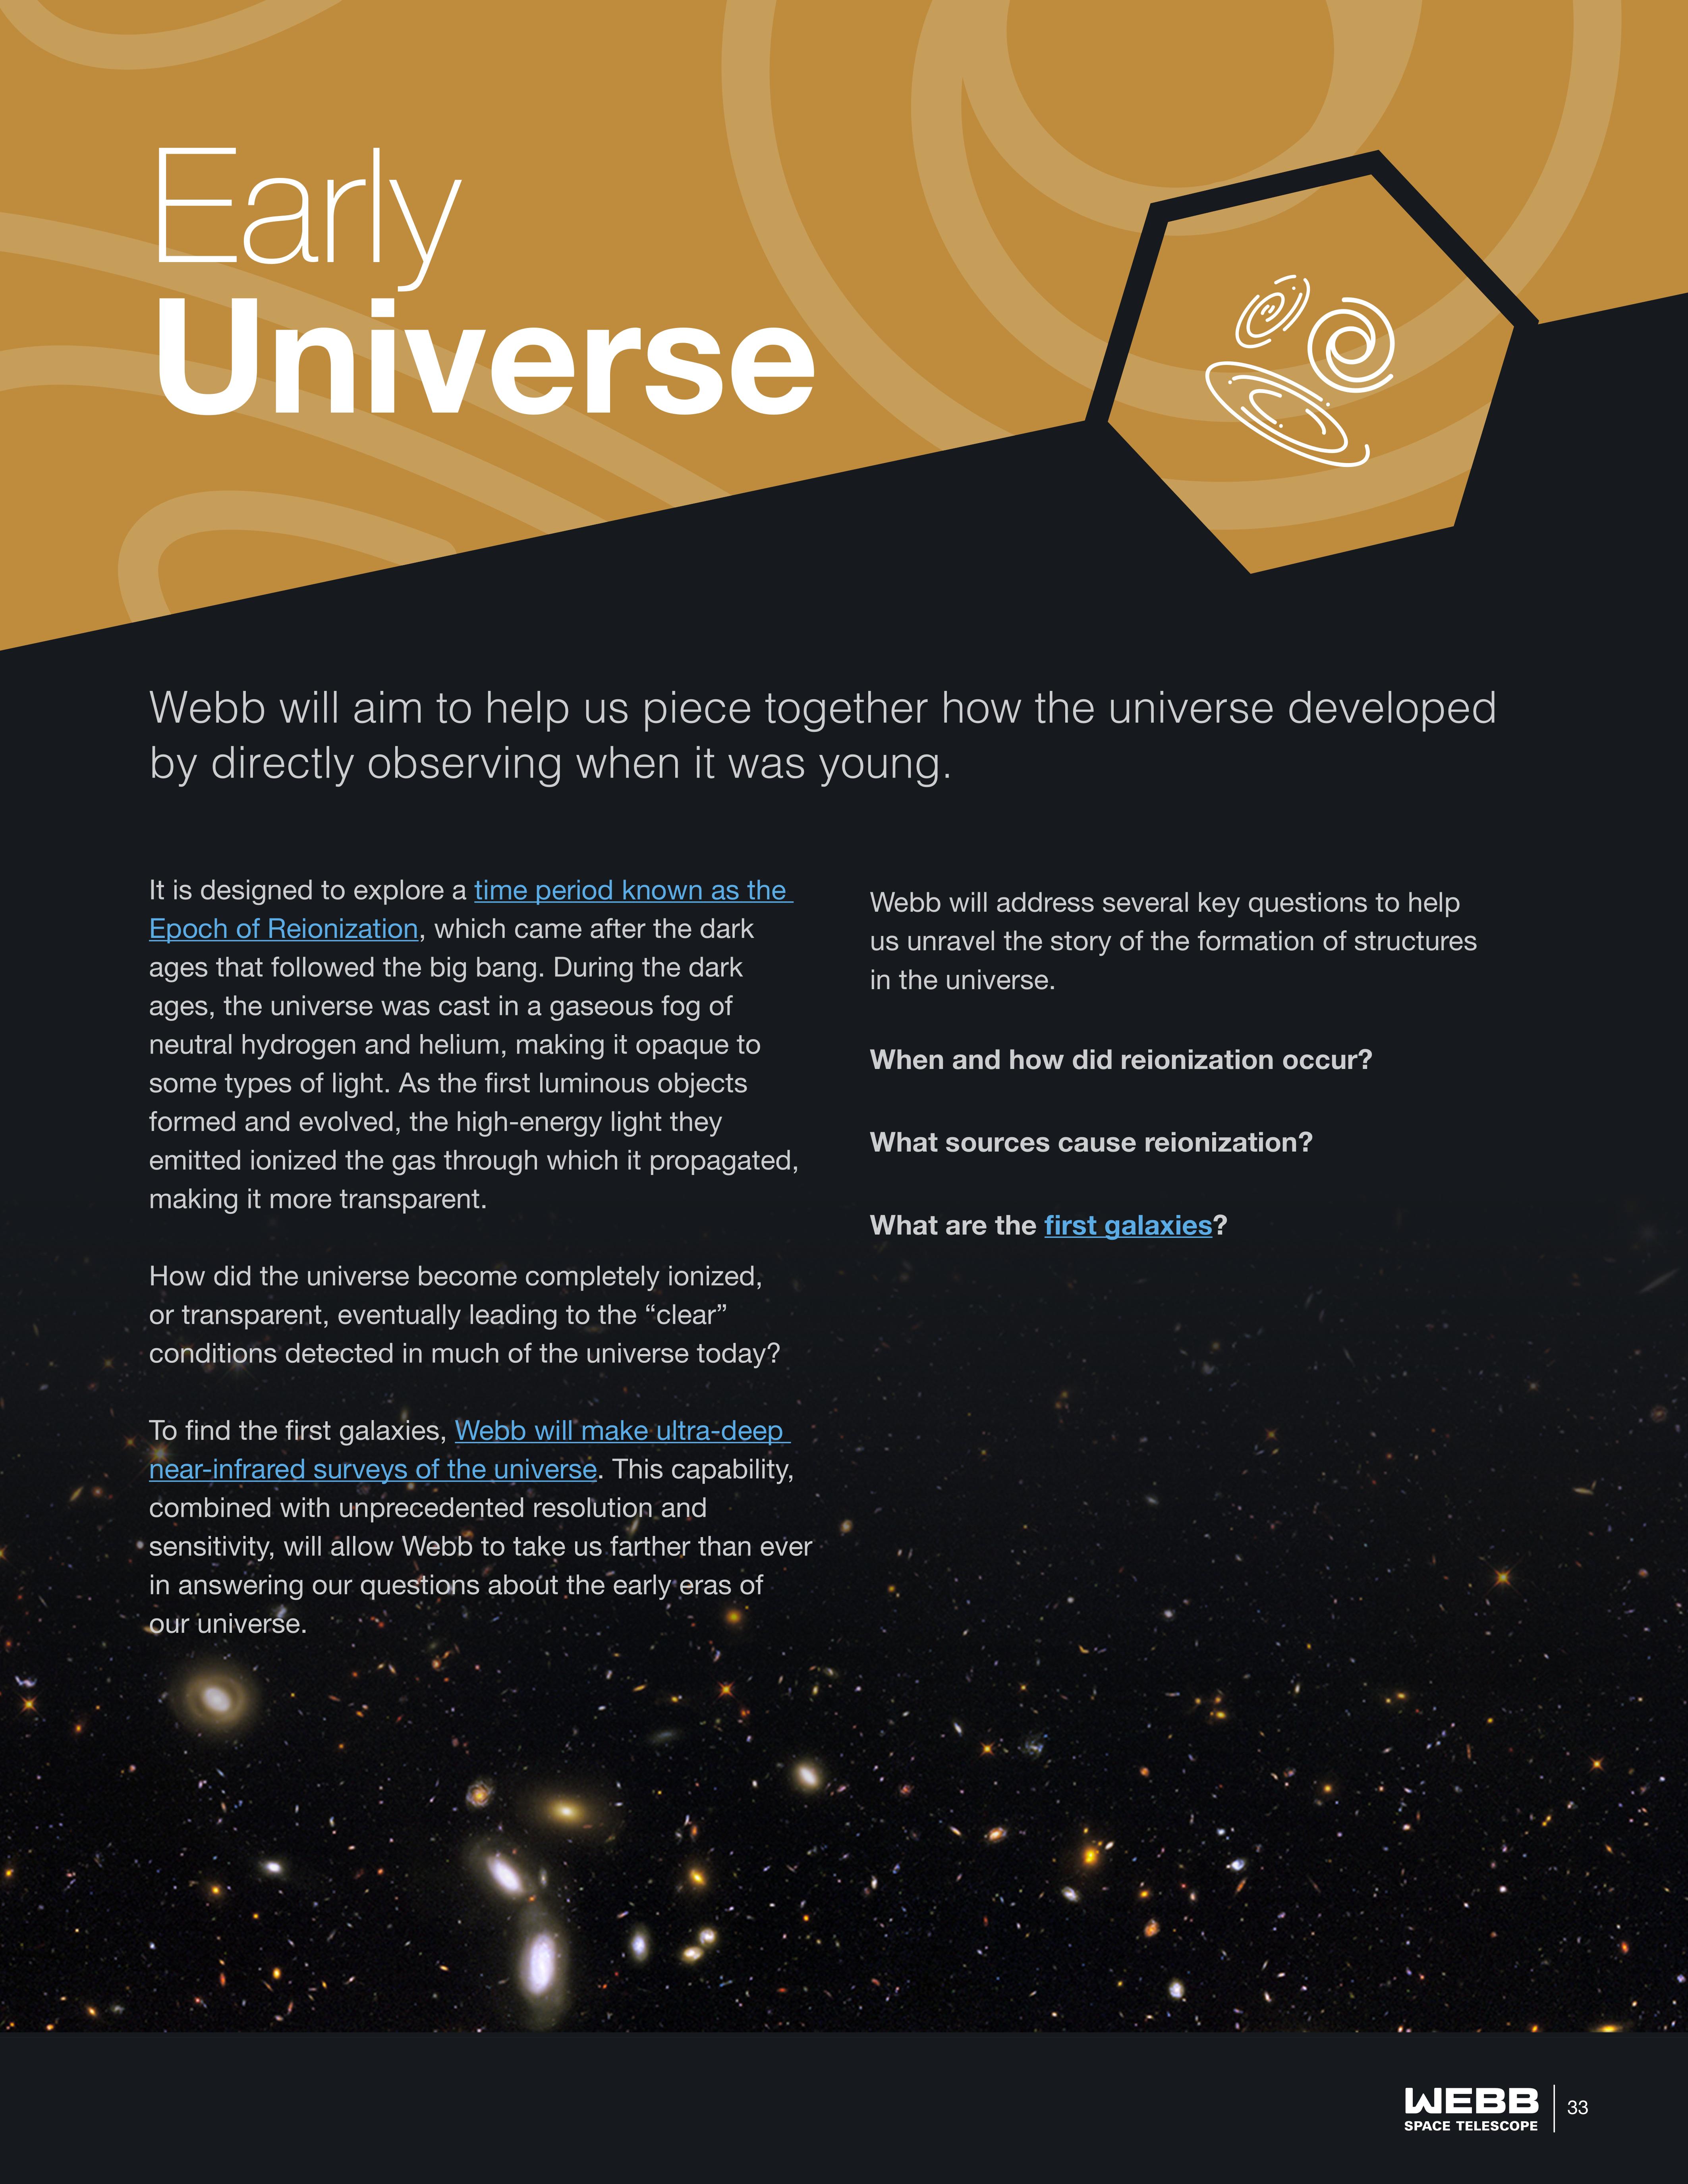 Early
Universe
Webb will aim to help us piece together how the universe developed
by directly observing when it was young.
It is designed to explore a time period known as the
Epoch of Reionization, which came after the dark
ages that followed the big bang. During the dark
ages, the universe was cast in a gaseous fog of
neutral hydrogen and helium, making it opaque to
some types of light. As the first luminous objects
formed and evolved, the high-energy light they
emitted ionized the gas through which it propagated,
making it more transparent.
How did the universe become completely ionized,
or transparent, eventually leading to the “clear”
conditions detected in much of the universe today?
To find the first galaxies, Webb will make ultra-deep
near-infrared surveys of the universe. This capability,
combined with unprecedented resolution and
sensitivity, will allow Webb to take us farther than ever
in answering our questions about the early eras of
our universe.
Webb will address several key questions to help
us unravel the story of the formation of structures
in the universe.
When and how did reionization occur?
What sources cause reionization?
What are the first galaxies?
WEBB
SPACE TELESCOPE
33